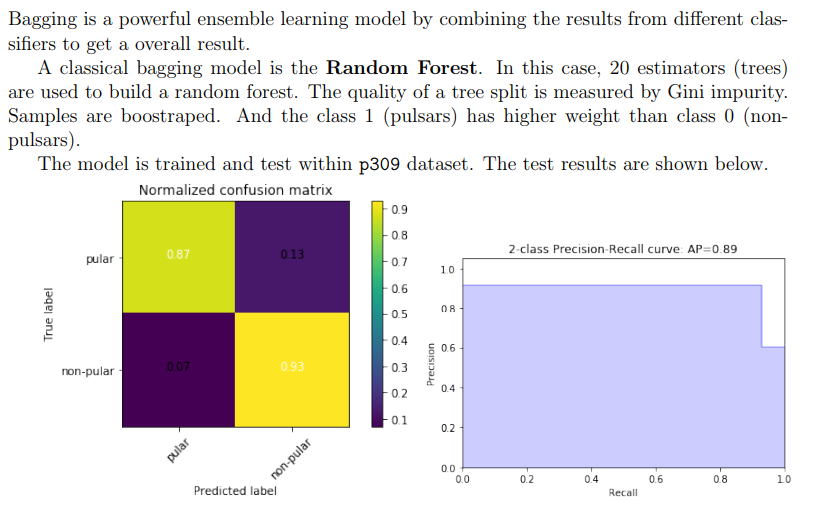 Bagging is a powerful ensemble learning model by combining the results from different clas-
sifiers to get a overall result.
A classical bagging model is the Random Forest. In this case, 20 estimators (trees)
are used to build a random forest. The quality of a tree split is measured by Gini impurity.
Samples are boostraped. And the class 1 (pulsars) has higher weight than class 0 (non-
pulsars).
The model is trained and test within p309 dataset. The test results are shown below.
Normalized confusion matrix
True label
pular
non-pular
0.87
0.13
0.07
0.93
pular
non-pular
Predicted label
0.9
0.8
0.7
0.6
0.5
0.4
0.3
0.2
0.1
2-class Precision-Recall curve: AP=0.89
Precision
1.0
0.8
0.6
0.4
0.2
0.0
0.0
0.2
0.4
0.6
0.8
1.0
Recall